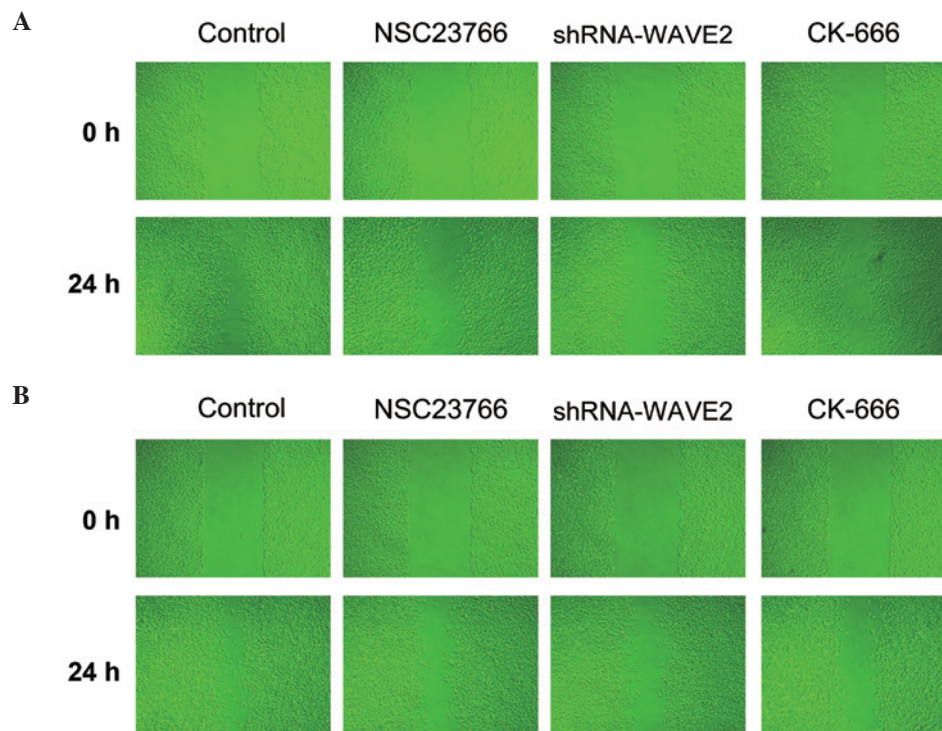 A
Control NSC23766 shRNA-WAVE2 CK-666
0 h
24 h
B
Control NSC23766 shRNA-WAVE2 CK-666
0 h
24 h